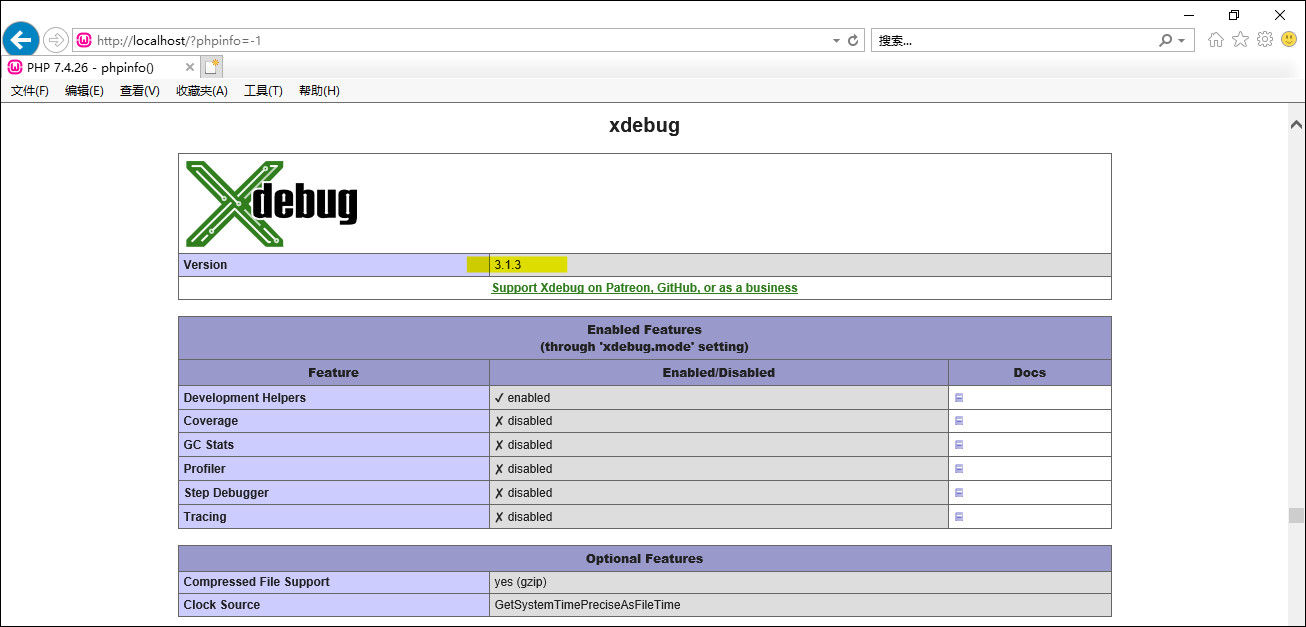 http://localhost/?phpinfo=-1
搜索...
PHP 7.4.26 - phpinfo()
文件(F) 编辑(E) 查看(V) 收藏夹(A) 工具(T) 帮助(H)
xdebug
Xdebug
Version 3.1.3
Support Xdebug on Patreon, GitHub, or as a business
Enabled Features
(through 'xdebug.mode' setting)
Feature Enabled/Disabled Docs
Development Helpers ✓ enabled
Coverage ✗ disabled
GC Stats ✗ disabled
Profiler ✗ disabled
Step Debugger ✗ disabled
Tracing ✗ disabled
Optional Features
Compressed File Support yes (gzip)
Clock Source GetSystemTimePreciseAsFileTime